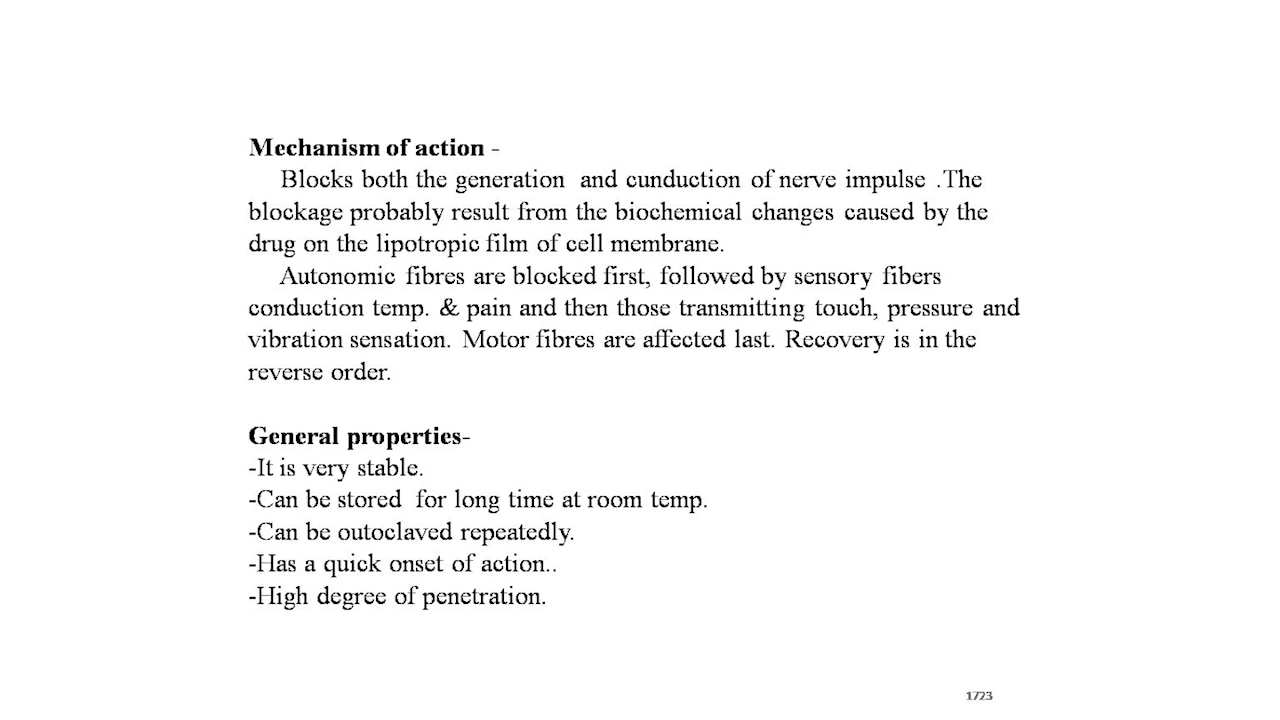 Mechanism of action -
Blocks both the generation and cunduction of nerve impulse .The
blockage probably result from the biochemical changes caused by the
drug on the lipotropic film of cell membrane.
Autonomic fibres are blocked first, followed by sensory fibers
conduction temp. & pain and then those transmitting touch, pressure and
vibration sensation. Motor fibres are affected last. Recovery is in the
reverse order.
General properties-
-It is very stable.
-Can be stored for long time at room temp.
-Can be outoclaved repeatedly.
-Has a quick onset of action..
-High degree of penetration.
1723